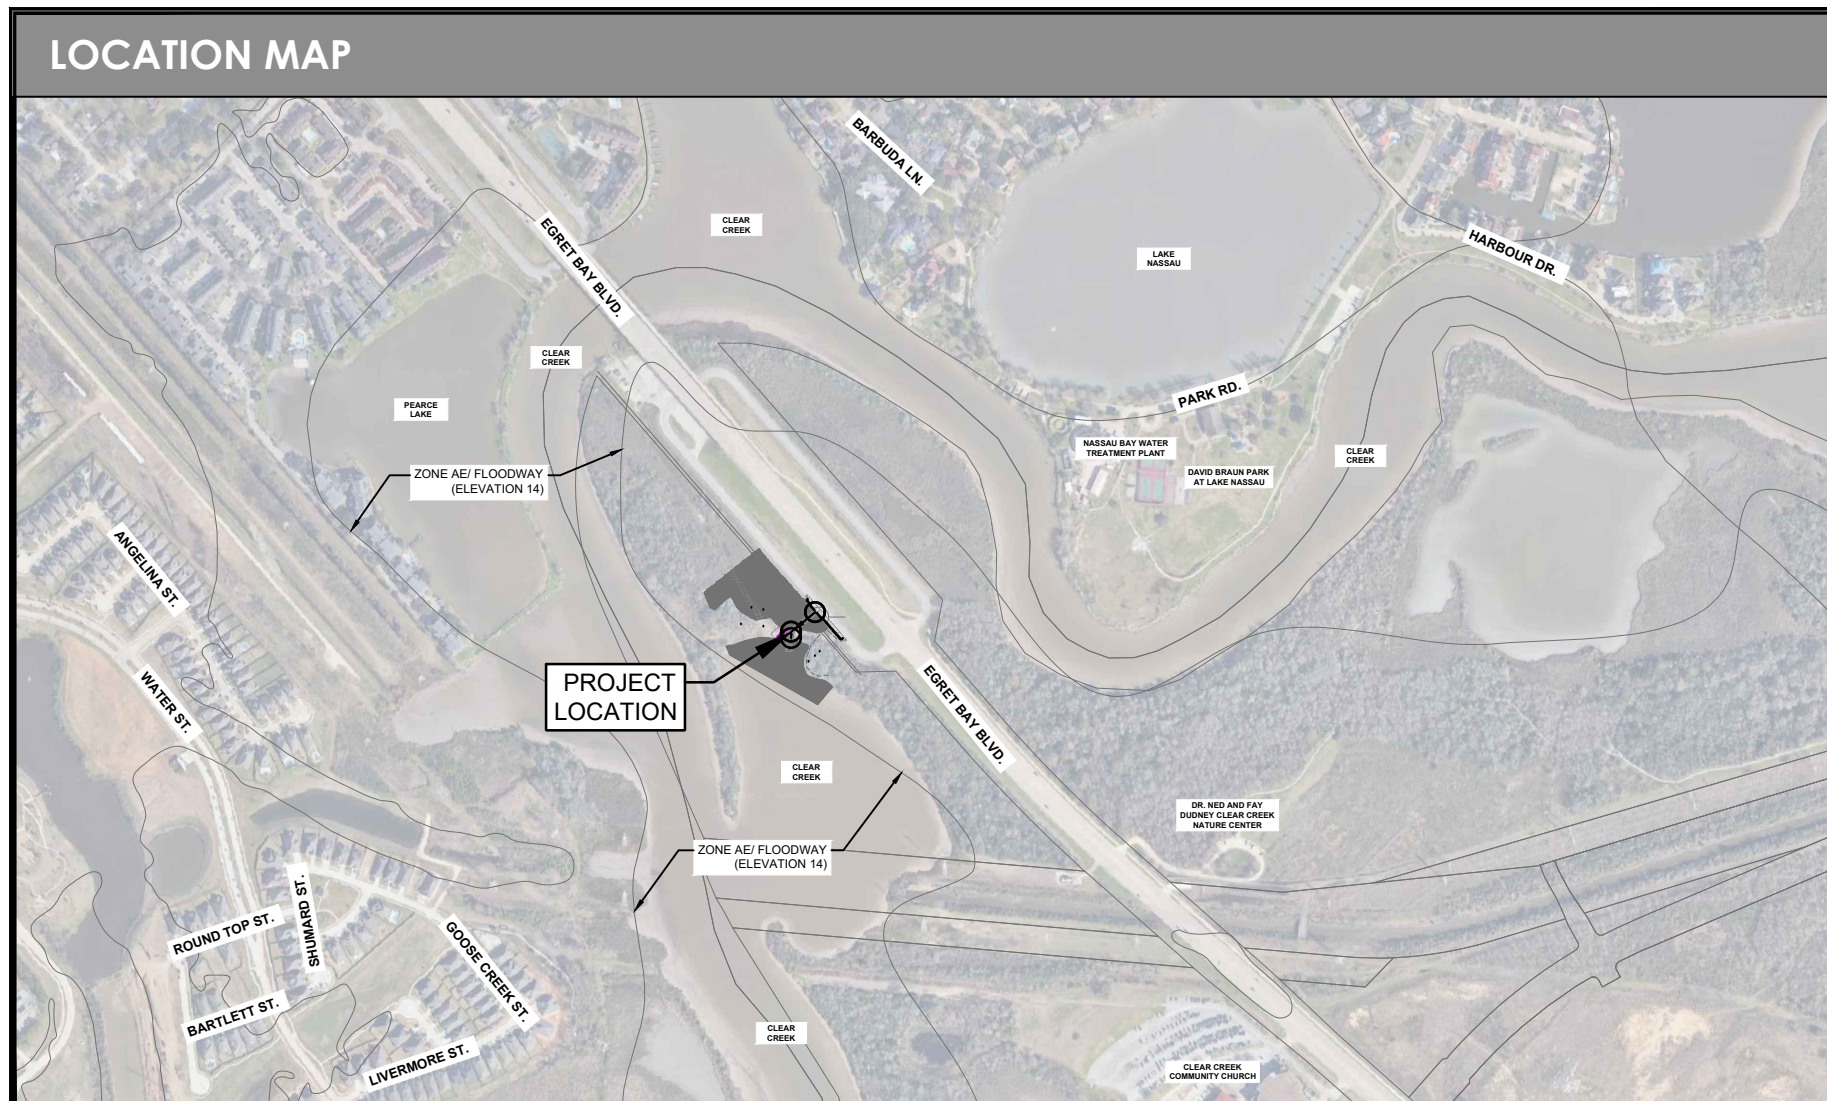 LOCATION MAP
BARBUDA LN.
CLEAR
CREEK
EGRET BAY BLVD.
LAKE
NASSAU
HARBOUR DR.
CLEAR
CREEK
PEARCE
LAKE
PARK RD.
NASSAU BAY WATER
TREATMENT PLANT
CLEAR
CREEK
DAVID BRAUN PARK
AT LAKE NASSAU
ZONE AE/ FLOODWAY
(ELEVATION 14)
ANGELINA ST.
WATER ST.
PROJECT
LOCATION
EGRET BAY BLVD.
CLEAR
CREEK
DR. NED AND FAY
DUDNEY CLEAR CREEK
NATURE CENTER
ZONE AE/ FLOODWAY
(ELEVATION 14)
ROUND TOP ST.
SHUMARD ST.
GOOSE CREEK ST.
BARTLETT ST.
LIVERMORE ST.
CLEAR
CREEK
CLEAR CREEK
COMMUNITY CHURCH